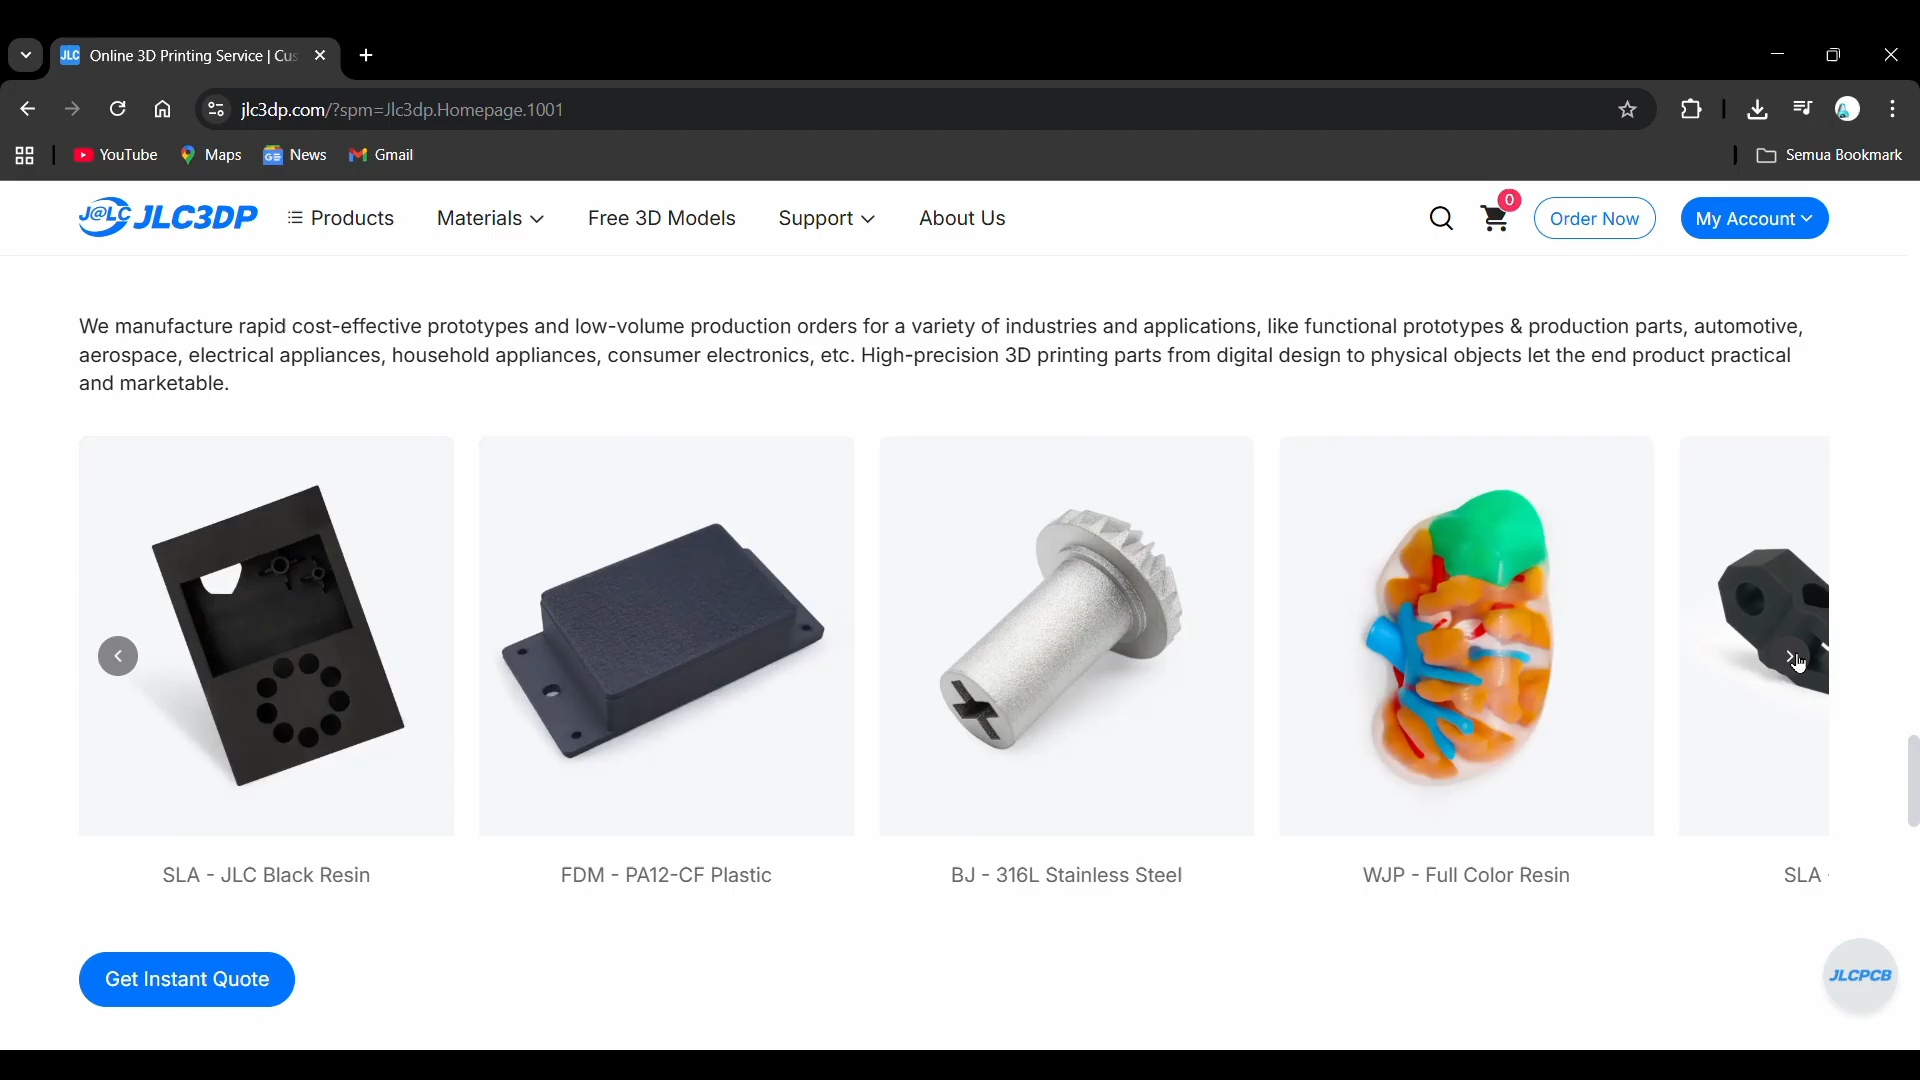 JLC Online 3D Printing Service | Cus
jlc3dp.com/?spm=Jlc3dp.Homepage.1001
YouTube Maps News Gmail Semua Bookmark
J@LC JLC3DP Products Materials Free 3D Models Support About Us 0 Order Now My Account
We manufacture rapid cost-effective prototypes and low-volume production orders for a variety of industries and applications, like functional prototypes & production parts, automotive,
aerospace, electrical appliances, household appliances, consumer electronics, etc. High-precision 3D printing parts from digital design to physical objects let the end product practical
and marketable.
SLA - JLC Black Resin FDM - PA12-CF Plastic BJ - 316L Stainless Steel WJP - Full Color Resin SLA -
Get Instant Quote
JLCPCB